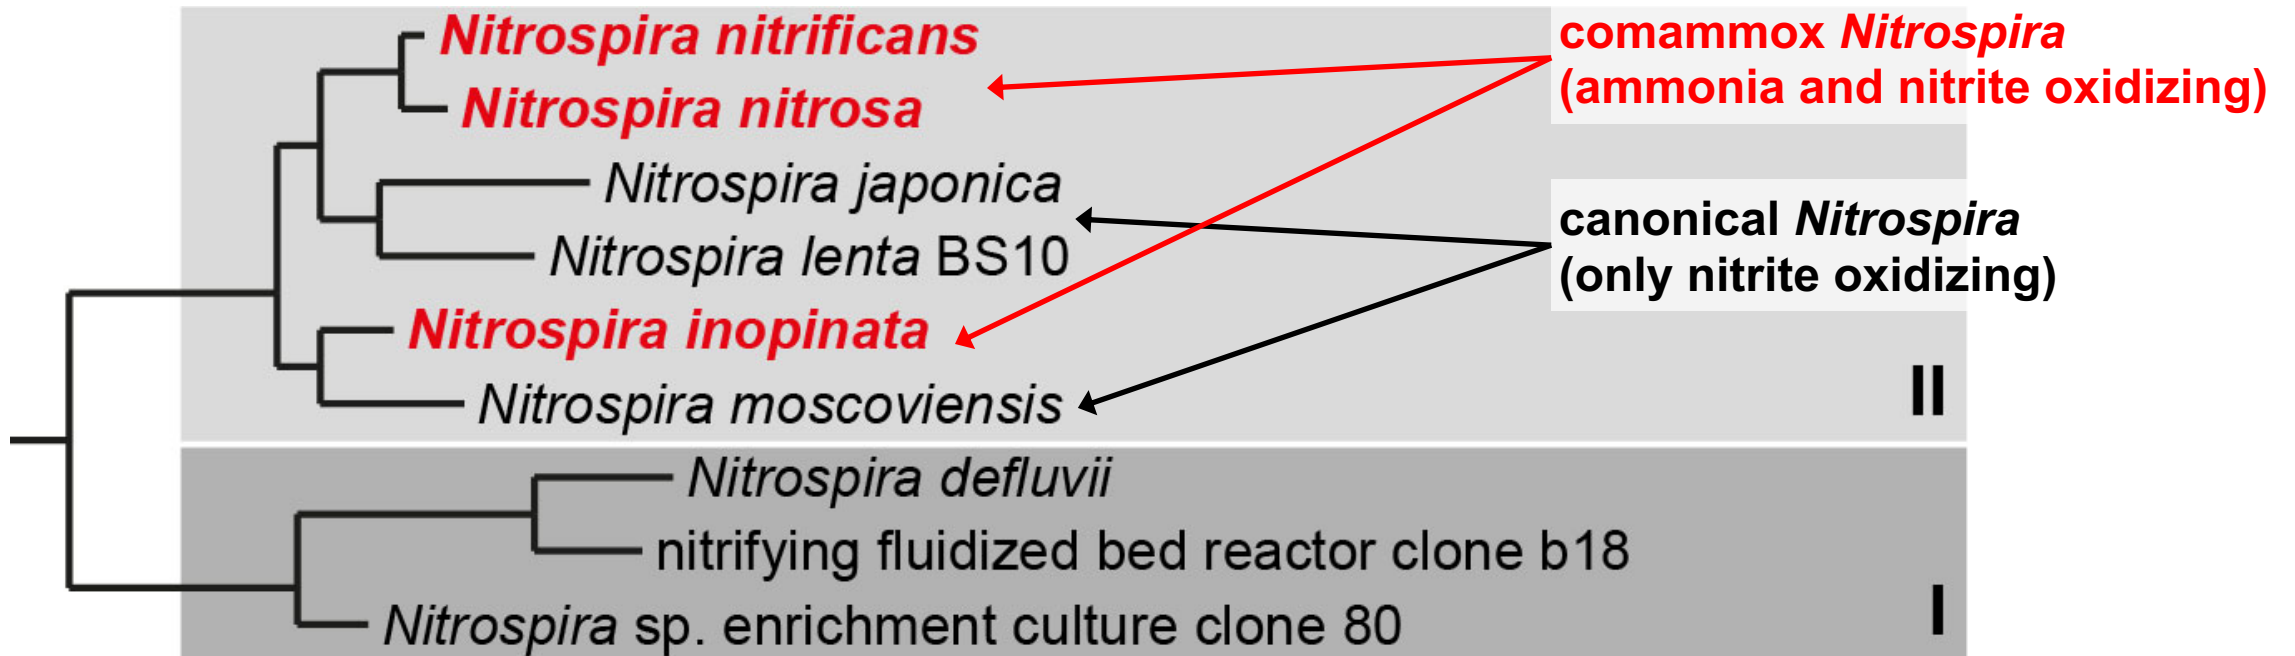 Nitrospira nitrificans
Nitrospira nitrosa
Nitrospira japonica
Nitrospira lenta BS10
Nitrospira inopinata
Nitrospira moscoviensis
II
comammox Nitrospira
(ammonia and nitrite oxidizing)
canonical Nitrospira
(only nitrite oxidizing)
Nitrospira defluvii
nitrifying fluidized bed reactor clone b18
Nitrospira sp. enrichment culture clone 80
I